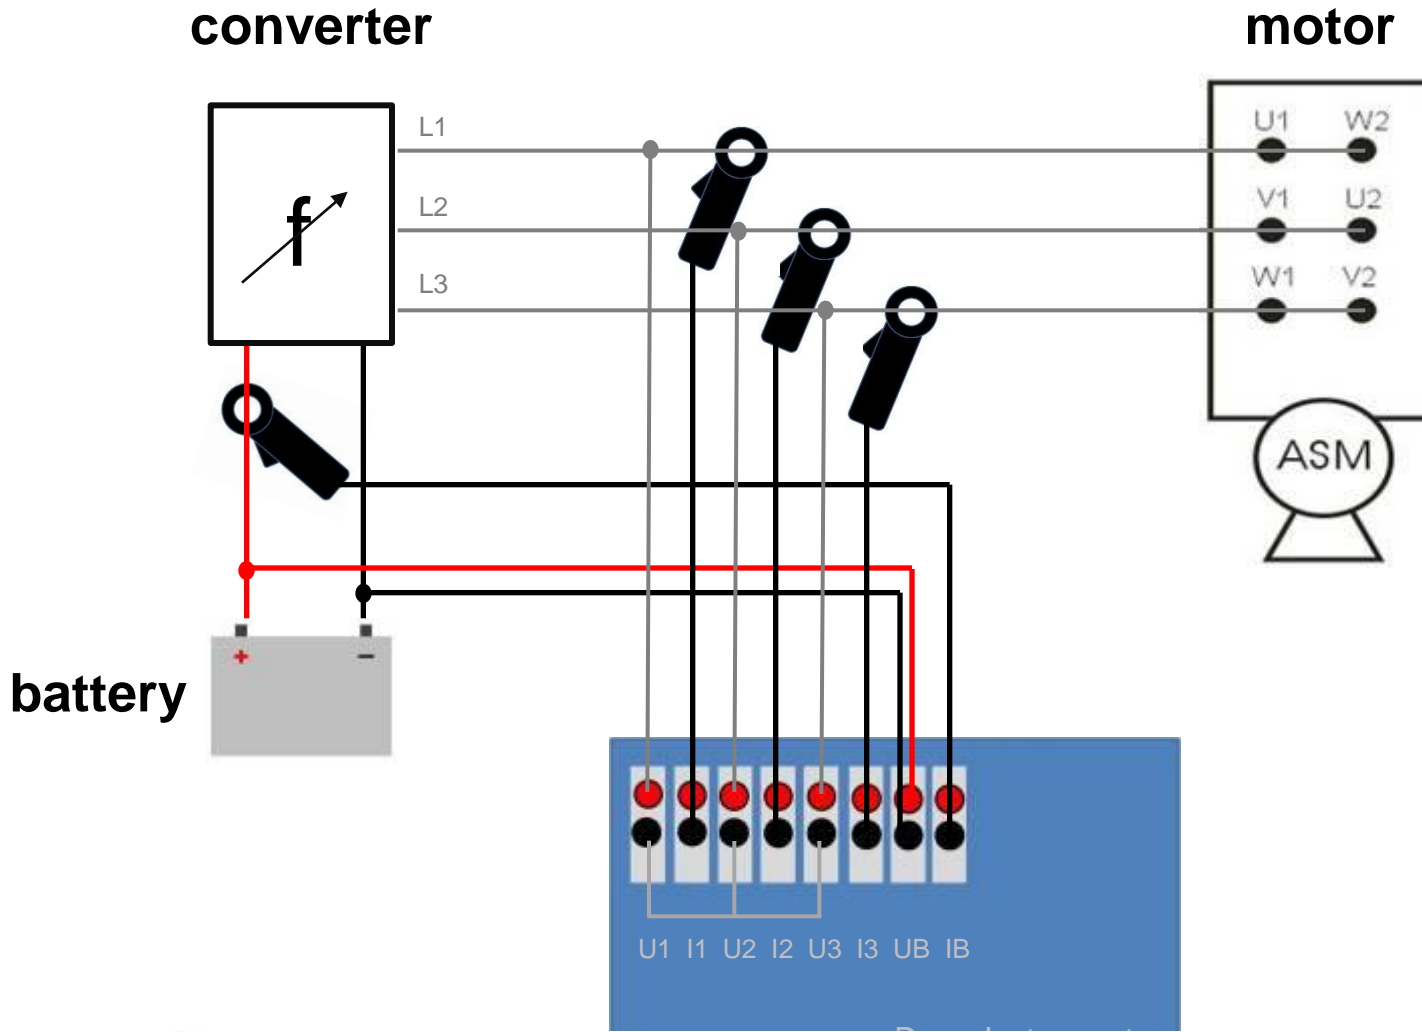 converter
motor
L1
L2
L3
f
U1 W2
V1 U2
W1 V2
ASM
+ −
battery
U1 I1 U2 I2 U3 I3 UB IB